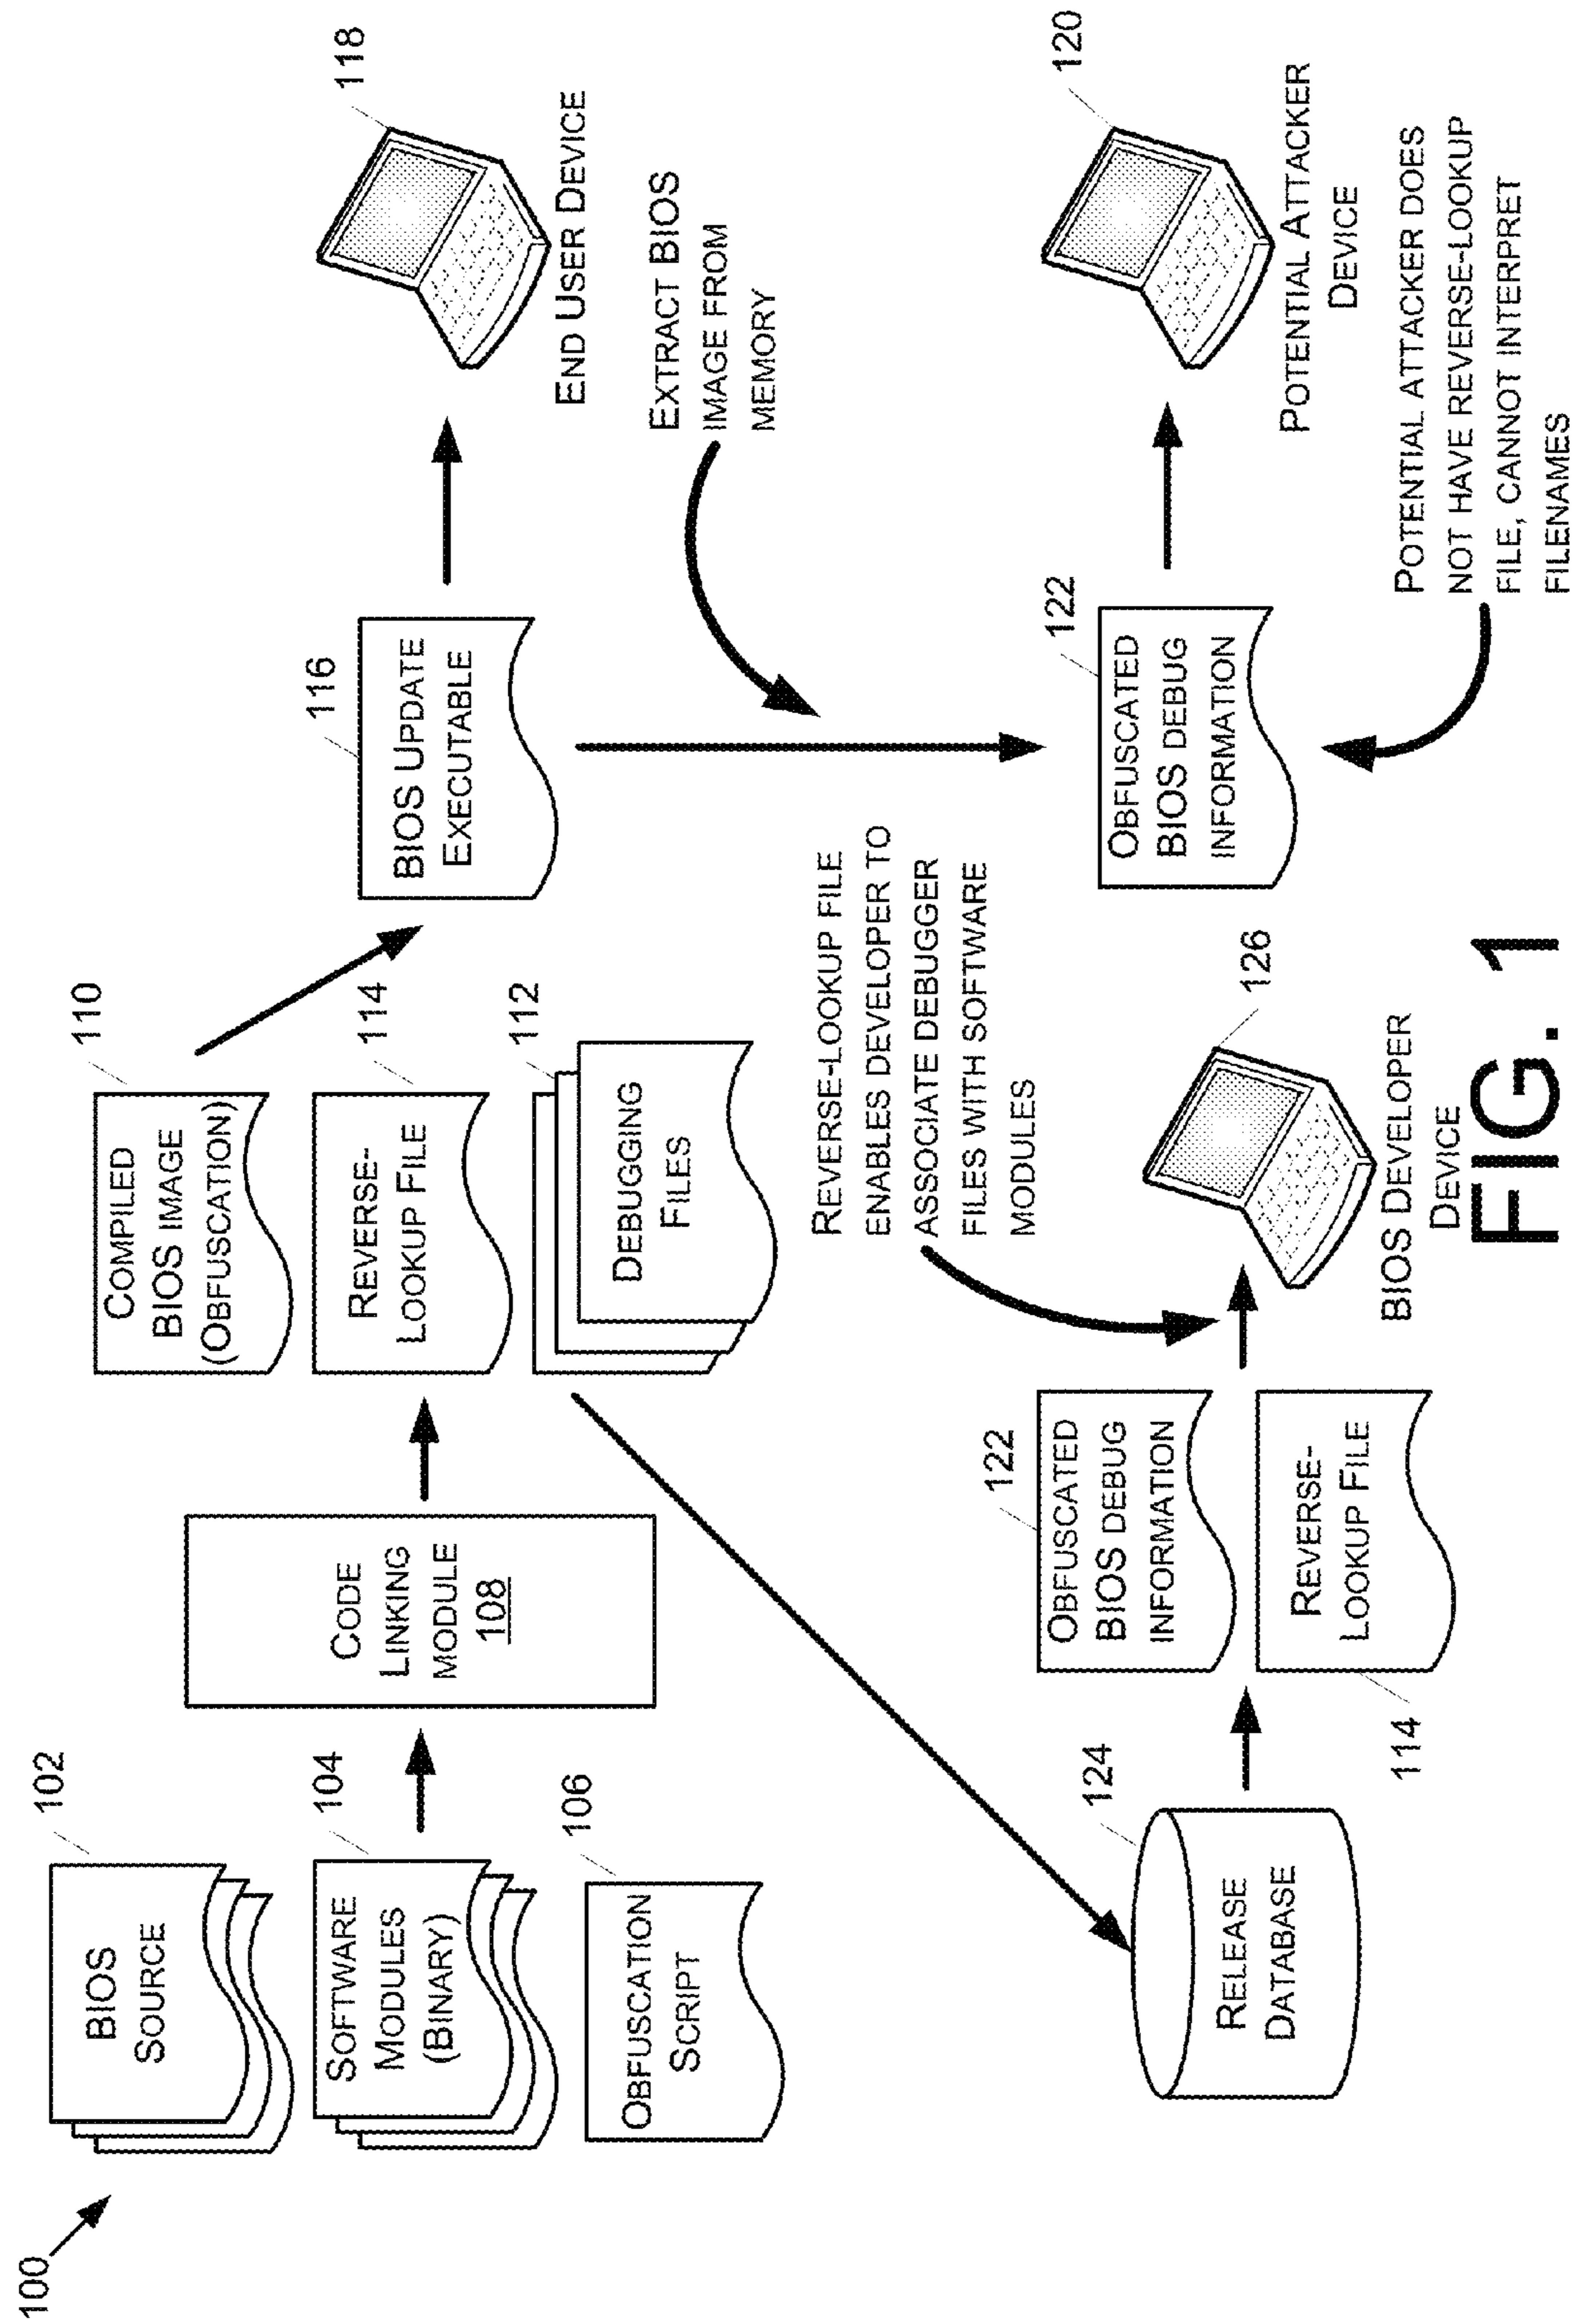 100
102
BIOS
SOURCE
104
SOFTWARE
MODULES
(BINARY)
106
OBFUSCATION
SCRIPT
CODE
LINKING
MODULE
108
110
COMPILED
BIOS IMAGE
(OBFUSCATION)
114
REVERSE-
LOOKUP FILE
112
DEBUGGING
FILES
116
BIOS UPDATE
EXECUTABLE
118
END USER DEVICE
EXTRACT BIOS
IMAGE FROM
MEMORY
124
RELEASE
DATABASE
122
OBFUSCATED
BIOS DEBUG
INFORMATION
REVERSE-
LOOKUP FILE
114
REVERSE-LOOKUP FILE
ENABLES DEVELOPER TO
ASSOCIATE DEBUGGER
FILES WITH SOFTWARE
MODULES
126
BIOS DEVELOPER
DEVICE
122
OBFUSCATED
BIOS DEBUG
INFORMATION
120
POTENTIAL ATTACKER
DEVICE
POTENTIAL ATTACKER DOES
NOT HAVE REVERSE-LOOKUP
FILE, CANNOT INTERPRET
FILENAMES
FIG. 1